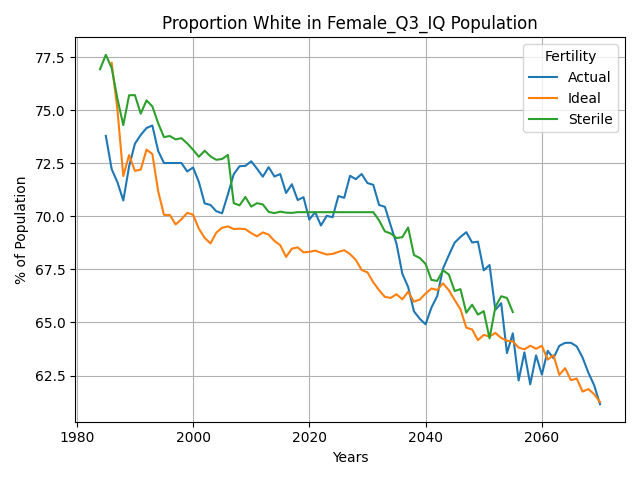 Proportion White in Female_Q3_IQ Population
Fertility
Actual
Ideal
Sterile
% of Population
77.5
75.0
72.5
70.0
67.5
65.0
62.5
1980 2000 2020 2040 2060
Years